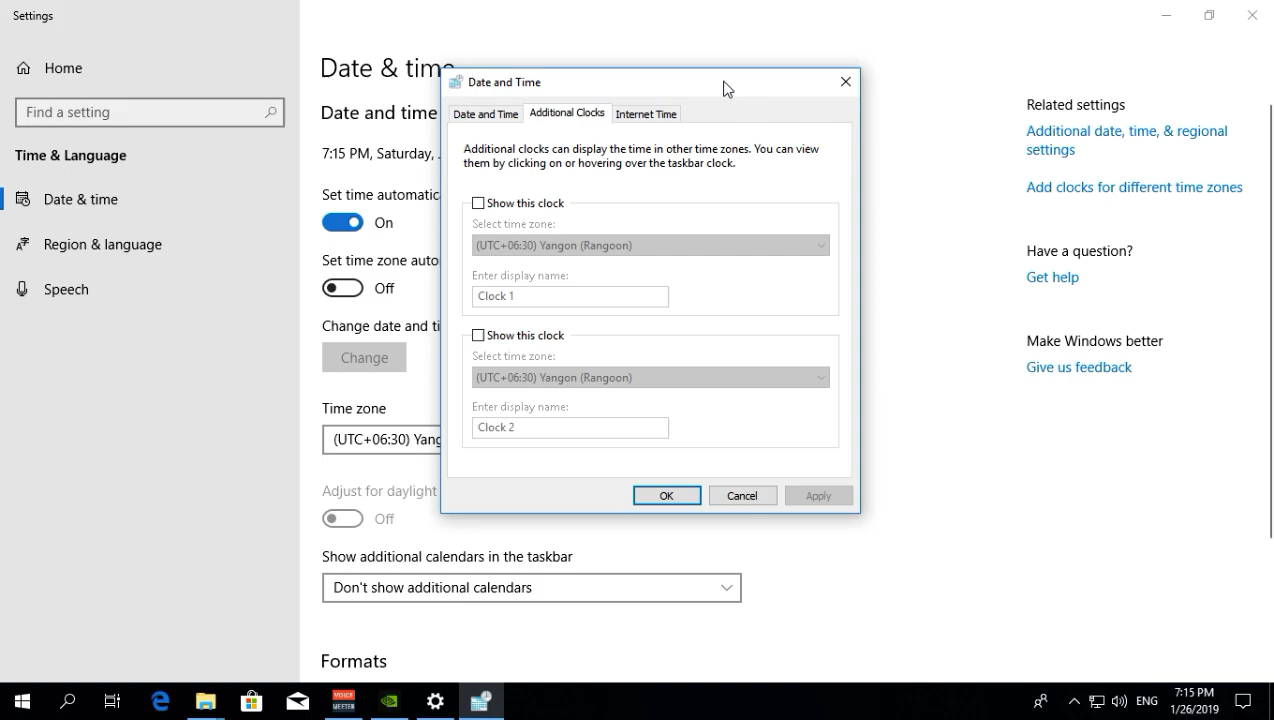 Settings
Home
Find a setting
Time & Language
Date & time
Region & language
Speech
Date & time
Date and time
7:15 PM, Saturday,
Set time automatic
On
Set time zone auto
Off
Change date and ti
Change
Time zone
(UTC+06:30) Yang
Adjust for daylight
Off
Show additional calendars in the taskbar
Don't show additional calendars
Formats
Date and Time
Date and Time Additional Clocks Internet Time
Additional clocks can display the time in other time zones. You can view
them by clicking on or hovering over the taskbar clock.
Show this clock
Select time zone:
(UTC+06:30) Yangon (Rangoon)
Enter display name:
Clock 1
Show this clock
Select time zone:
(UTC+06:30) Yangon (Rangoon)
Enter display name:
Clock 2
OK Cancel Apply
Related settings
Additional date, time, & regional
settings
Add clocks for different time zones
Have a question?
Get help
Make Windows better
Give us feedback
VOICE
MEETER
ENG
7:15 PM
1/26/2019